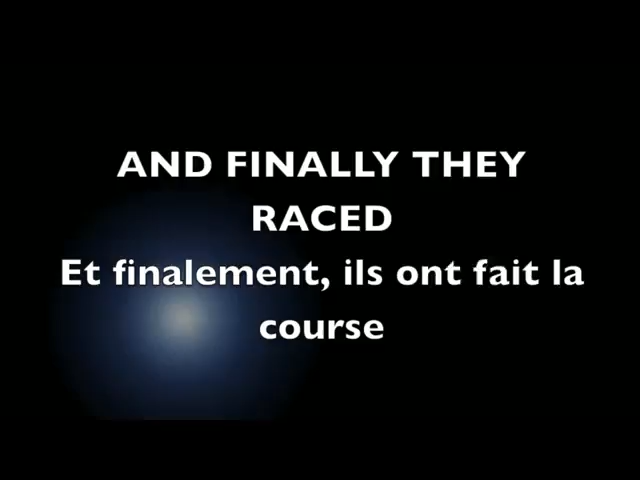 AND FINALLY THEY
RACED
Et finalement, ils ont fait la
course